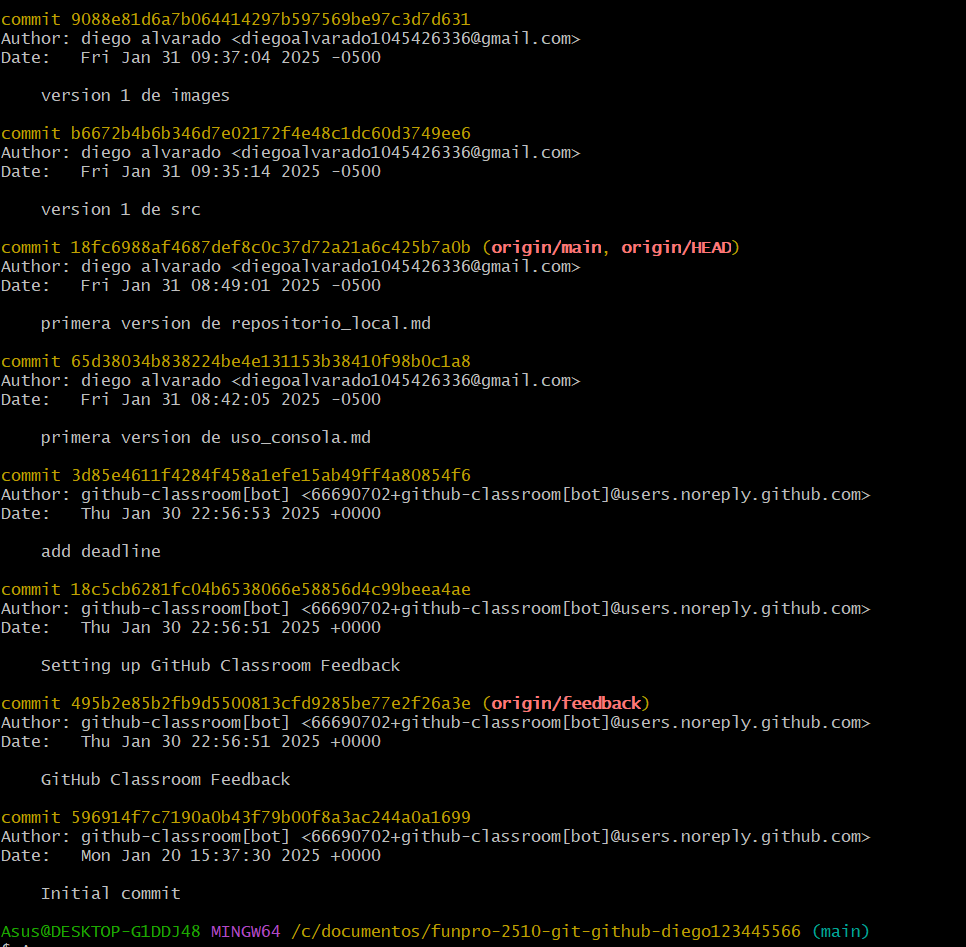 commit 9088e81d6a7b064414297b597569be97c3d7d631
Author: diego alvarado <diegoalvarado1045426336@gmail.com>
Date:   Fri Jan 31 09:37:04 2025 -0500

    version 1 de images

commit b6672b4b6b346d7e02172f4e48c1dc60d3749ee6
Author: diego alvarado <diegoalvarado1045426336@gmail.com>
Date:   Fri Jan 31 09:35:14 2025 -0500

    version 1 de src

commit 18fc6988af4687def8c0c37d72a21a6c425b7a0b (origin/main, origin/HEAD)
Author: diego alvarado <diegoalvarado1045426336@gmail.com>
Date:   Fri Jan 31 08:49:01 2025 -0500

    primera version de repositorio_local.md

commit 65d38034b838224be4e131153b38410f98b0c1a8
Author: diego alvarado <diegoalvarado1045426336@gmail.com>
Date:   Fri Jan 31 08:42:05 2025 -0500

    primera version de uso_consola.md

commit 3d85e4611f4284f458a1efe15ab49ff4a80854f6
Author: github-classroom[bot] <66690702+github-classroom[bot]@users.noreply.github.com>
Date:   Thu Jan 30 22:56:53 2025 +0000

    add deadline

commit 18c5cb6281fc04b6538066e58856d4c99beea4ae
Author: github-classroom[bot] <66690702+github-classroom[bot]@users.noreply.github.com>
Date:   Thu Jan 30 22:56:51 2025 +0000

    Setting up GitHub Classroom Feedback

commit 495b2e85b2fb9d5500813cfd9285be77e2f26a3e (origin/feedback)
Author: github-classroom[bot] <66690702+github-classroom[bot]@users.noreply.github.com>
Date:   Thu Jan 30 22:56:51 2025 +0000

    GitHub Classroom Feedback

commit 596914f7c7190a0b43f79b00f8a3ac244a0a1699
Author: github-classroom[bot] <66690702+github-classroom[bot]@users.noreply.github.com>
Date:   Mon Jan 20 15:37:30 2025 +0000

    Initial commit

Asus@DESKTOP-G1DDJ48 MINGW64 /c/documentos/funpro-2510-git-github-diego123445566 (main)